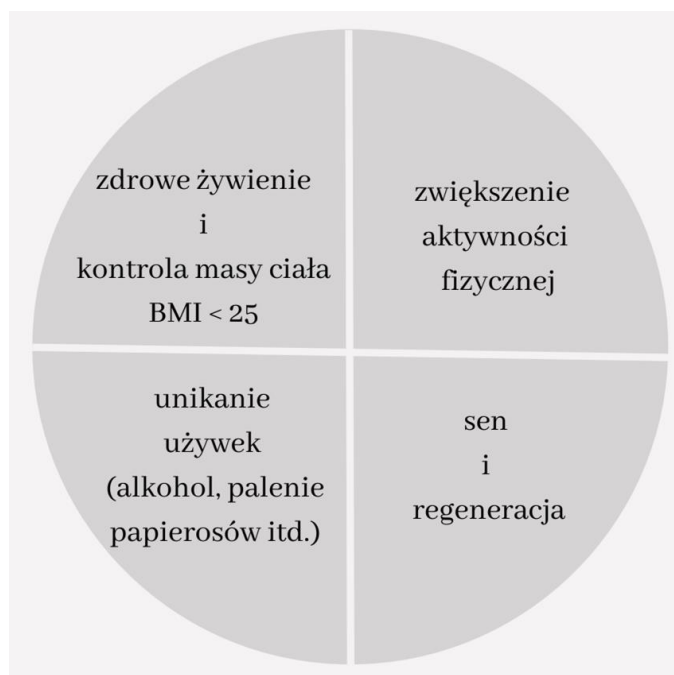 zdrowe żywienie
i
kontrola masy ciała
BMI < 25
zwiększenie
aktywności
fizycznej
unikanie
używek
(alkohol, palenie
papierosów itd.)
sen
i
regeneracja